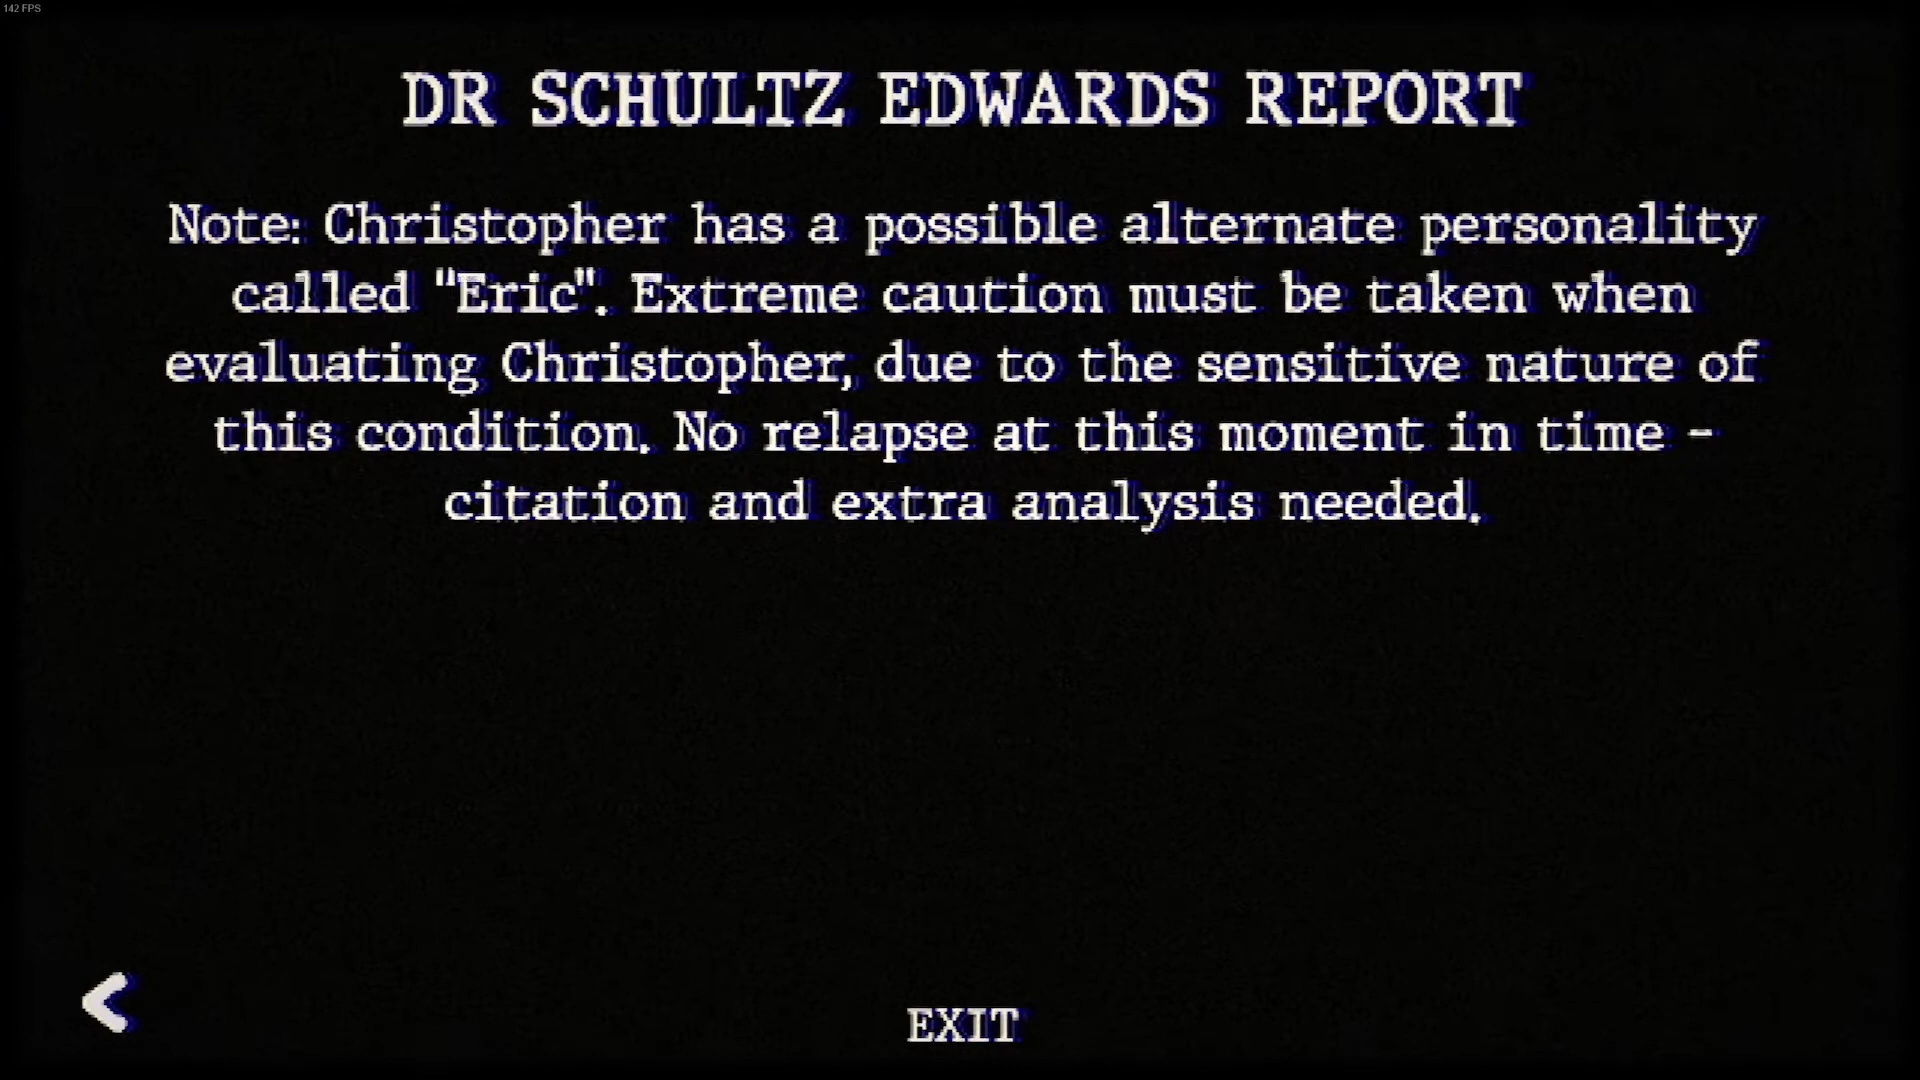 142 FPS
DR SCHULTZ EDWARDS REPORT
Note: Christopher has a possible alternate personality
called "Eric". Extreme caution must be taken when
evaluating Christopher, due to the sensitive nature of
this condition. No relapse at this moment in time -
citation and extra analysis needed.
<
EXIT